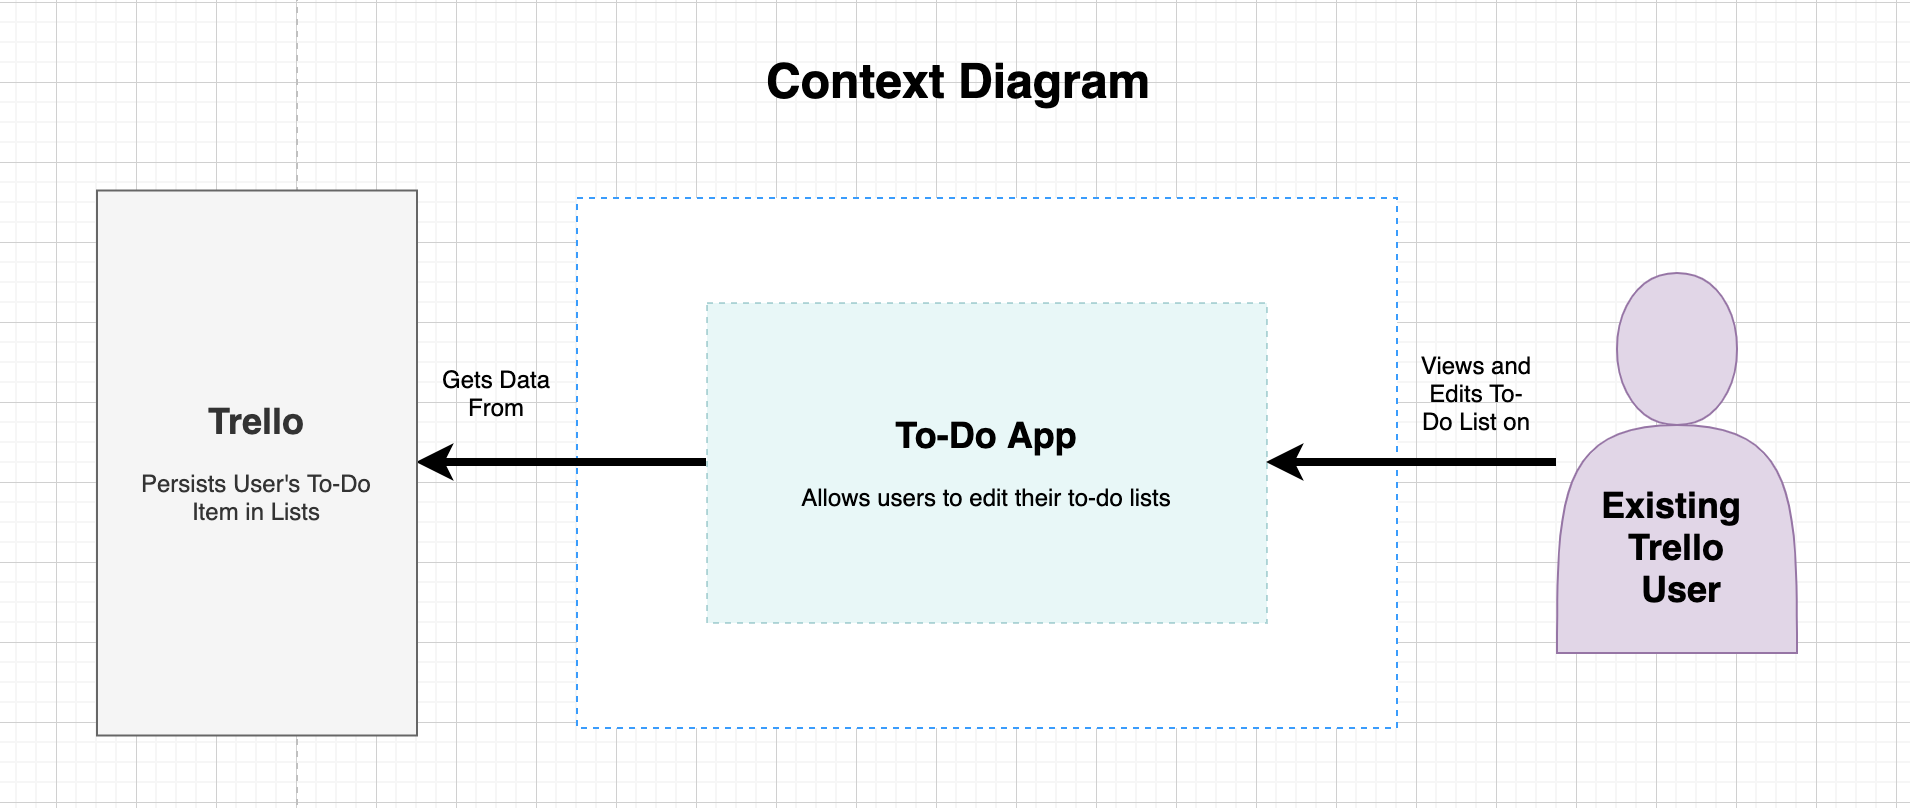 Context Diagram
Trello
Persists User's To-Do
Item in Lists
Gets Data
From
To-Do App
Allows users to edit their to-do lists
Views and
Edits To-
Do List on
Existing
Trello
User